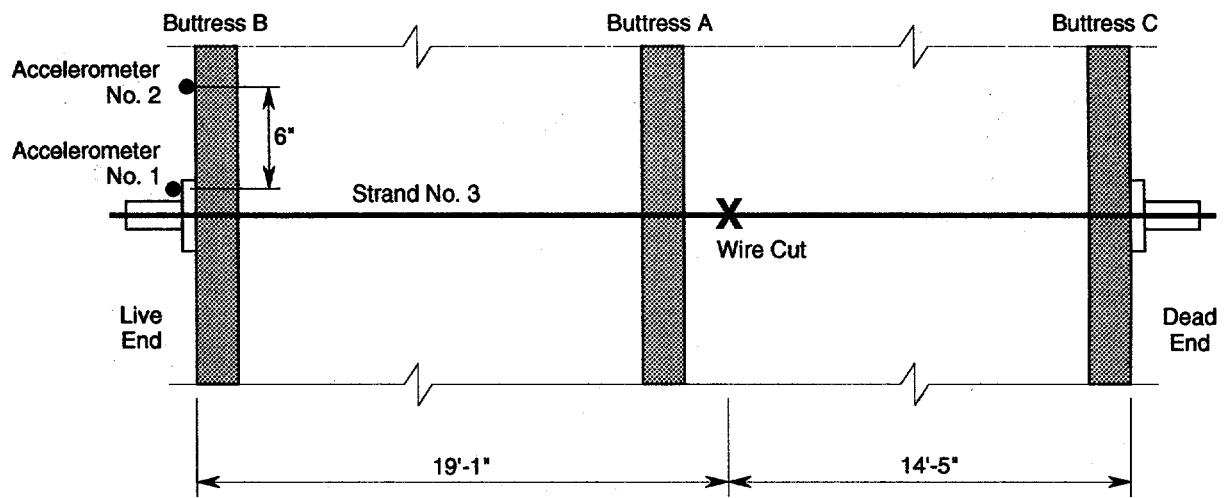 Buttress B
Buttress A
Buttress C
Accelerometer
No. 2
6"
Accelerometer
No. 1
Strand No. 3
X
Wire Cut
Live
End
Dead
End
19'-1"
14'-5"